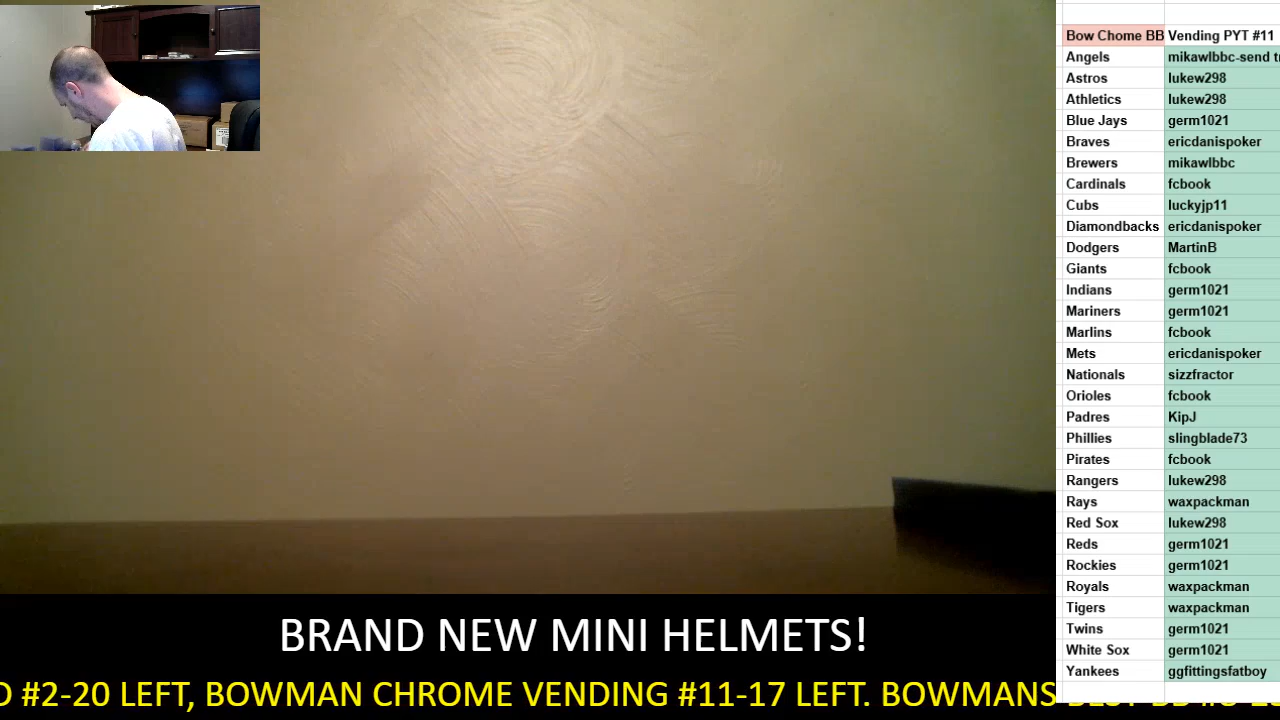 Bow Chome BB Vending PYT #11
Angels mikawlbbc-send
Astros lukew298
Athletics lukew298
Blue Jays germ1021
Braves ericdanispoker
Brewers mikawlbbc
Cardinals fcbook
Cubs luckyjp11
Diamondbacks ericdanispoker
Dodgers MartinB
Giants fcbook
Indians germ1021
Mariners germ1021
Marlins fcbook
Mets ericdanispoker
Nationals sizzfractor
Orioles fcbook
Padres KipJ
Phillies slingblade73
Pirates fcbook
Rangers lukew298
Rays waxpackman
Red Sox lukew298
Reds germ1021
Rockies germ1021
Royals waxpackman
Tigers waxpackman
Twins germ1021
White Sox germ1021
Yankees ggfittingsfatboy
BRAND NEW MINI HELMETS!
#2-20 LEFT, BOWMAN CHROME VENDING #11-17 LEFT. BOWMANS